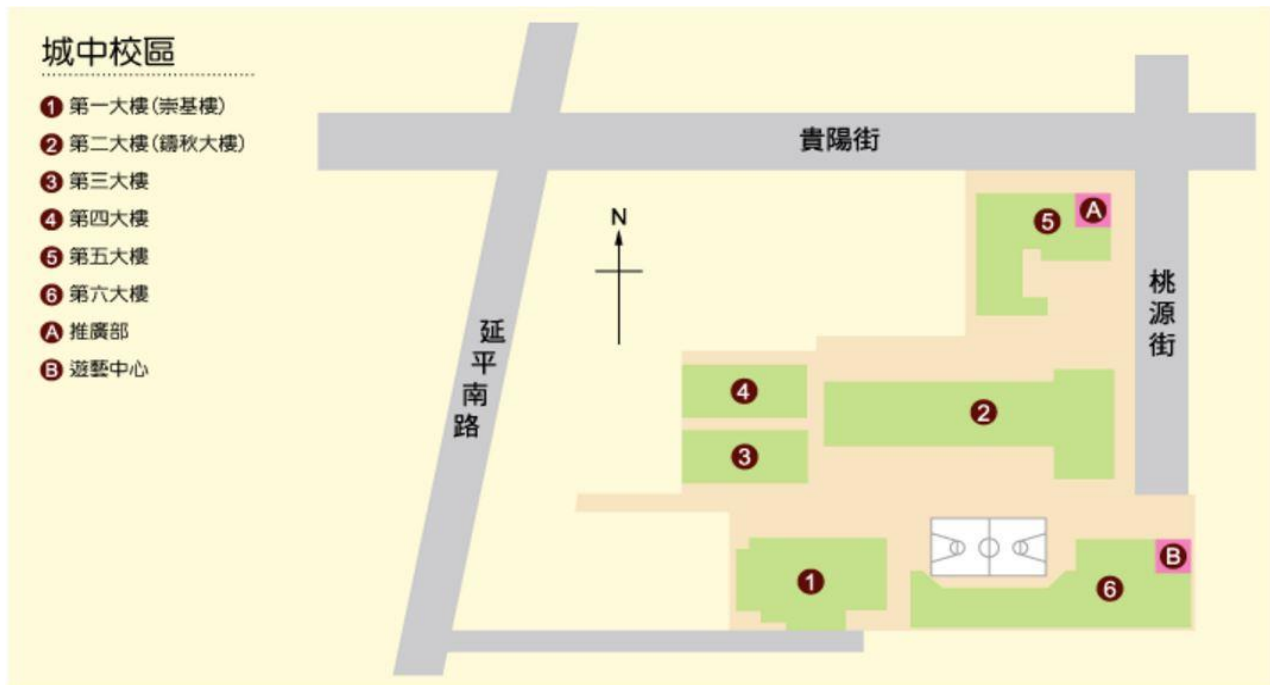 城中校區
1 第一大樓(崇基樓)
2 第二大樓(鑄秋大樓)
3 第三大樓
4 第四大樓
5 第五大樓
6 第六大樓
A 推廣部
B 遊藝中心
貴陽街
N
5
A
桃源街
延平南路
4
2
3
B
1
6